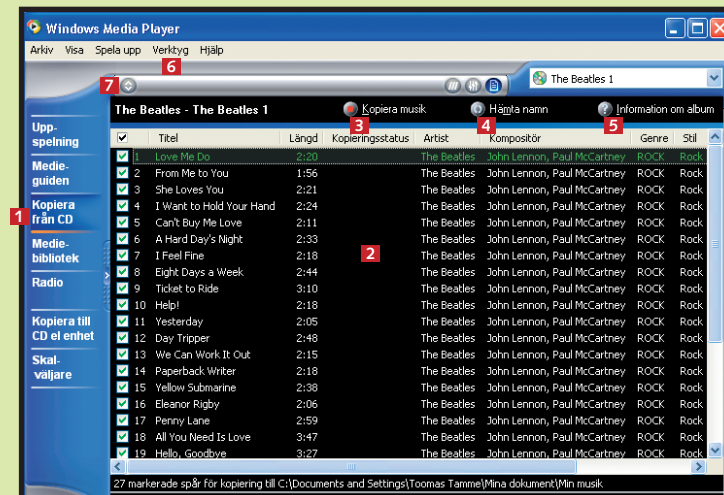 Windows Media Player
Arkiv Visa Spela upp Verktyg Hjälp
6
7
The Beatles 1
The Beatles - The Beatles 1 Kopiera musik Hämta namn Information om album
3 4 5
Titel Längd Kopieringsstatus Artist Kompositör Genre Stil
Upp-
spelning
Medie-
guiden
1
Kopiera
från CD
Medie-
bibliotek
Radio
Kopiera till
CD el enhet
Skal-
väljare
2
1 Love Me Do 2:20 The Beatles John Lennon, Paul McCartney ROCK Rock
2 From Me to You 1:56 The Beatles John Lennon, Paul McCartney ROCK Rock
3 She Loves You 2:21 The Beatles John Lennon, Paul McCartney ROCK Rock
4 I Want to Hold Your Hand 2:24 The Beatles John Lennon, Paul McCartney ROCK Rock
5 Can't Buy Me Love 2:11 The Beatles John Lennon, Paul McCartney ROCK Rock
6 A Hard Day's Night 2:33 The Beatles John Lennon, Paul McCartney ROCK Rock
7 I Feel Fine 2:18 The Beatles John Lennon, Paul McCartney ROCK Rock
8 Eight Days a Week 2:44 The Beatles John Lennon, Paul McCartney ROCK Rock
9 Ticket to Ride 3:10 The Beatles John Lennon, Paul McCartney ROCK Rock
10 Help! 2:18 The Beatles John Lennon, Paul McCartney ROCK Rock
11 Yesterday 2:05 The Beatles John Lennon, Paul McCartney ROCK Rock
12 Day Tripper 2:48 The Beatles John Lennon, Paul McCartney ROCK Rock
13 We Can Work It Out 2:15 The Beatles John Lennon, Paul McCartney ROCK Rock
14 Paperback Writer 2:18 The Beatles John Lennon, Paul McCartney ROCK Rock
15 Yellow Submarine 2:38 The Beatles John Lennon, Paul McCartney ROCK Rock
16 Eleanor Rigby 2:06 The Beatles John Lennon, Paul McCartney ROCK Rock
17 Penny Lane 2:59 The Beatles John Lennon, Paul McCartney ROCK Rock
18 All You Need Is Love 3:47 The Beatles John Lennon, Paul McCartney ROCK Rock
19 Hello, Goodbye 3:27 The Beatles John Lennon, Paul McCartney ROCK Rock
27 markerade spår för kopiering till C:\Documents and Settings\Toomas Tamme\Mina dokument\Min musik